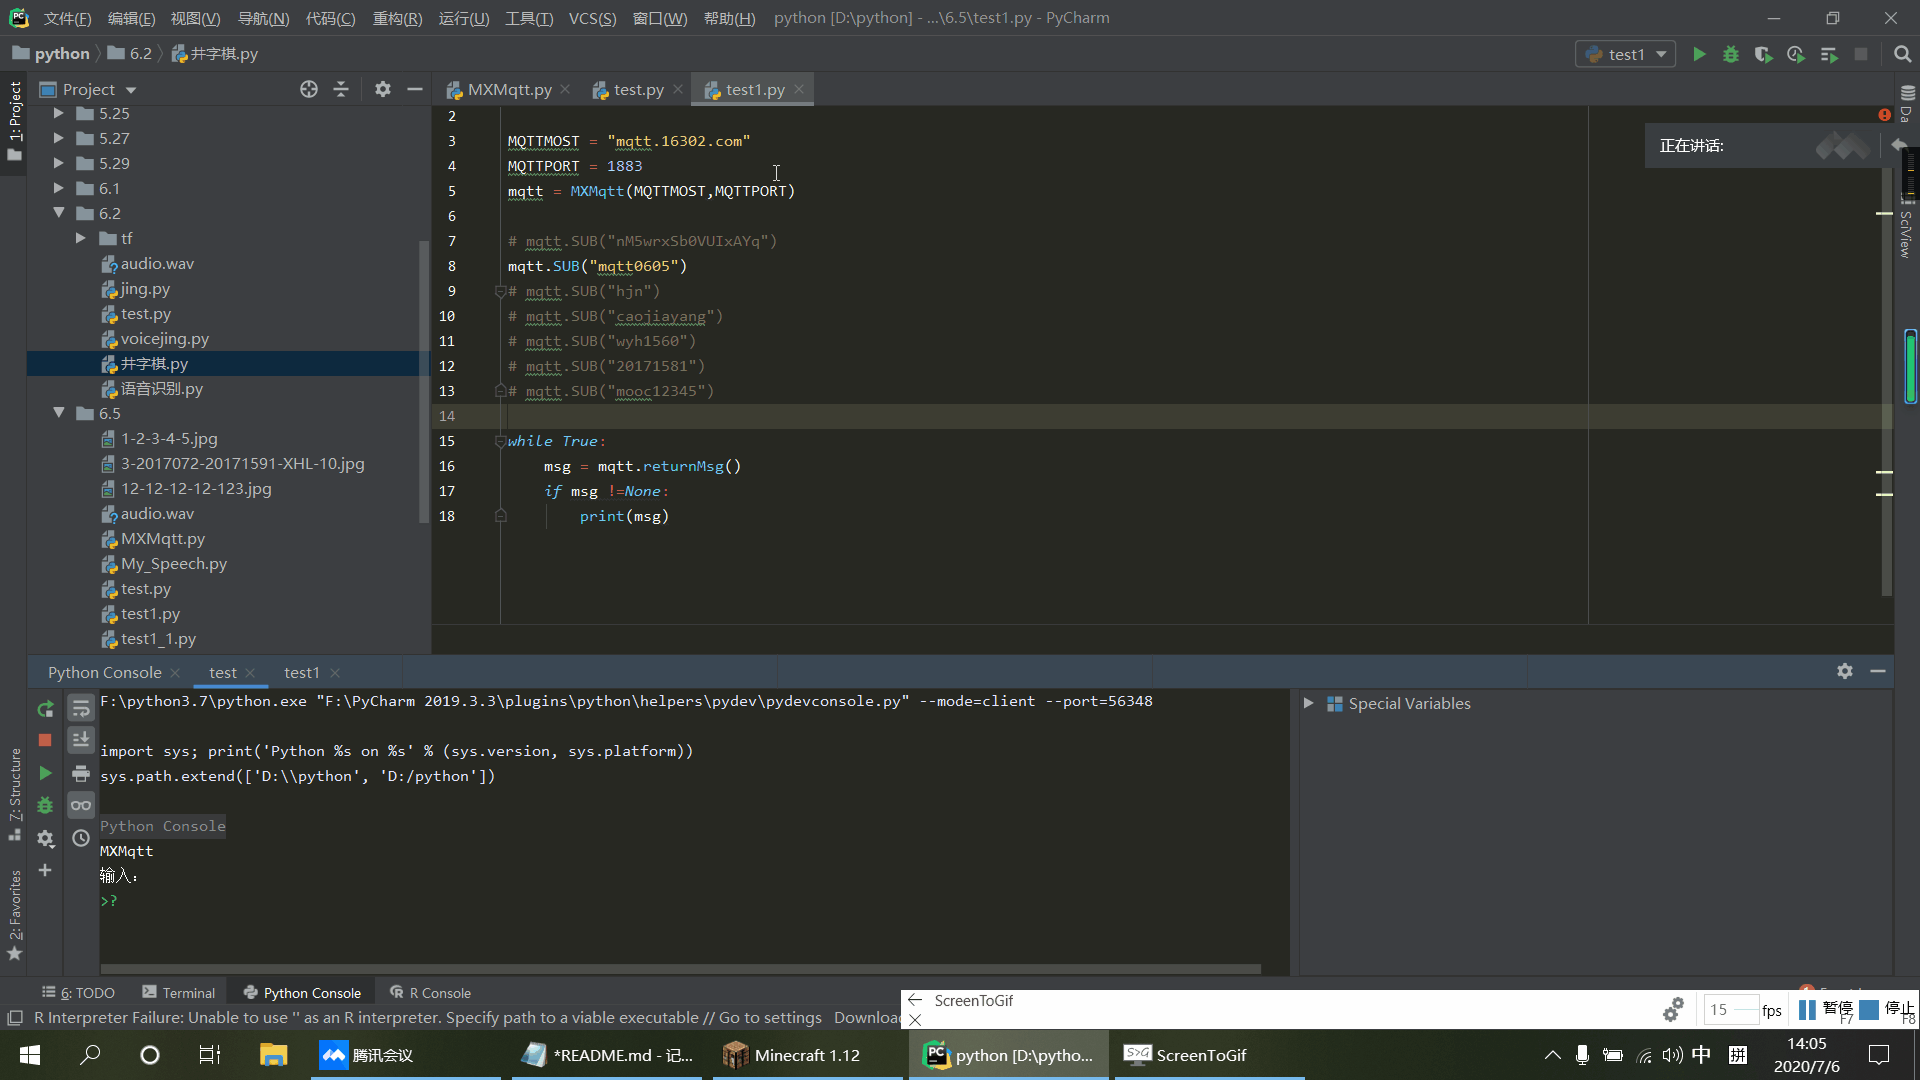 文件(F) 编辑(E) 视图(V) 导航(N) 代码(C) 重构(R) 运行(U) 工具(T) VCS(S) 窗口(W) 帮助(H) python [D:\python] - ...\6.5\test1.py - PyCharm
python 6.2 井字棋.py test1
Project MXMqtt.py test.py test1.py
1: Project
5.25
5.27
5.29
6.1
6.2
tf
audio.wav
jing.py
test.py
voicejing.py
井字棋.py
语音识别.py
6.5
1-2-3-4-5.jpg
3-2017072-20171591-XHL-10.jpg
12-12-12-12-123.jpg
audio.wav
MXMqtt.py
My_Speech.py
test.py
test1.py
test1_1.py
2
3 MQTTMOST = "mqtt.16302.com"
4 MQTTPORT = 1883
5 mqtt = MXMqtt(MQTTMOST,MQTTPORT)
6
7 # mqtt.SUB("nM5wrxSb0VUIxAYq")
8 mqtt.SUB("mqtt0605")
9 # mqtt.SUB("hjn")
10 # mqtt.SUB("caojiayang")
11 # mqtt.SUB("wyh1560")
12 # mqtt.SUB("20171581")
13 # mqtt.SUB("mooc12345")
14
15 while True:
16 msg = mqtt.returnMsg()
17 if msg !=None:
18 print(msg)
正在讲话:
Da
SciView
Python Console test test1
F:\python3.7\python.exe "F:\PyCharm 2019.3.3\plugins\python\helpers\pydev\pydevconsole.py" --mode=client --port=56348
import sys; print('Python %s on %s' % (sys.version, sys.platform))
sys.path.extend(['D:\\python', 'D:/python'])
Python Console
MXMqtt
输入：
>?
Special Variables
7: Structure
2: Favorites
6: TODO Terminal Python Console R Console
R Interpreter Failure: Unable to use '' as an R interpreter. Specify path to a viable executable // Go to settings Downloa
ScreenToGif
15 fps 暂停 F7 停止 F8
腾讯会议 *README.md - 记... Minecraft 1.12 python [D:\pytho... ScreenToGif
中 拼
14:05
2020/7/6